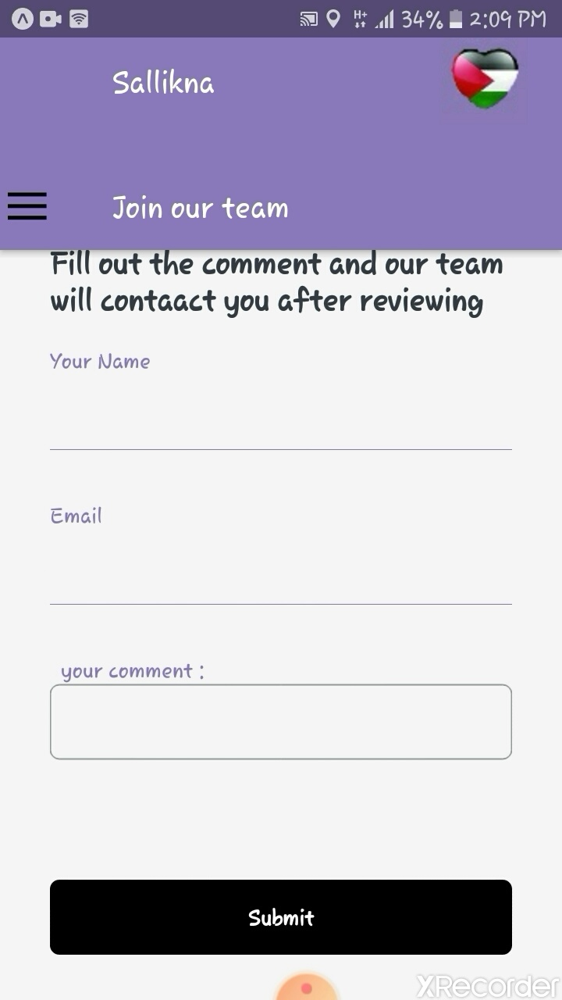 H+ 34% 2:09 PM
Sallikna
Join our team
Fill out the comment and our team
will contaact you after reviewing
Your Name
Email
your comment :
Submit
XRecorder